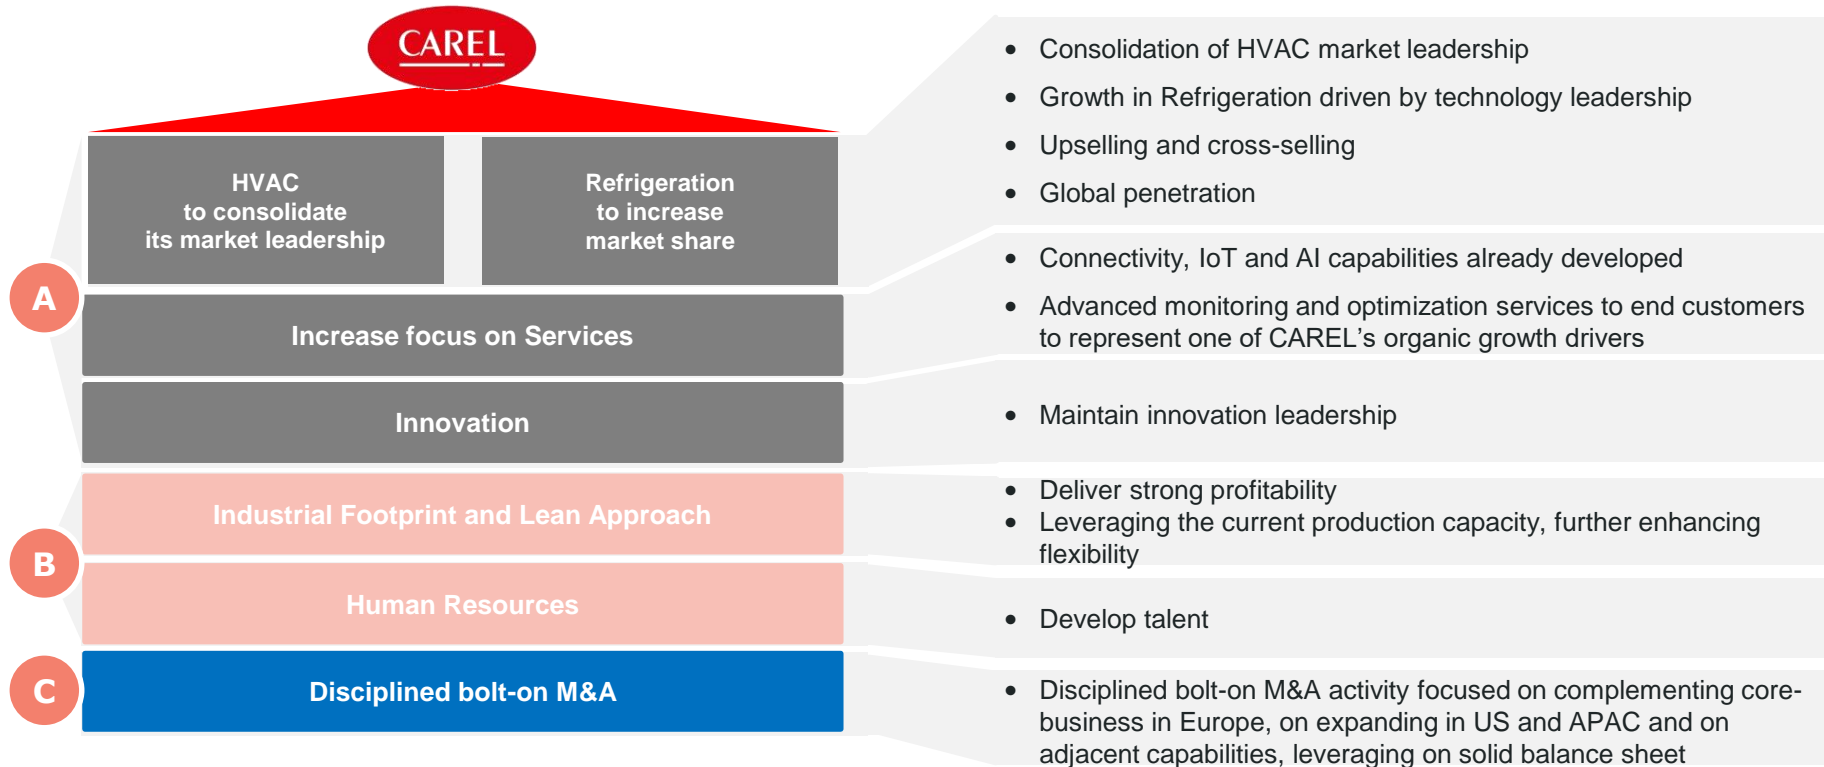 CAREL
HVAC
to consolidate
its market leadership
Refrigeration
to increase
market share
• Consolidation of HVAC market leadership
• Growth in Refrigeration driven by technology leadership
• Upselling and cross-selling
• Global penetration
A
Increase focus on Services
• Connectivity, IoT and AI capabilities already developed
• Advanced monitoring and optimization services to end customers
to represent one of CAREL’s organic growth drivers
Innovation
• Maintain innovation leadership
B
Industrial Footprint and Lean Approach
• Deliver strong profitability
• Leveraging the current production capacity, further enhancing
flexibility
Human Resources
• Develop talent
C
Disciplined bolt-on M&A
• Disciplined bolt-on M&A activity focused on complementing core-
business in Europe, on expanding in US and APAC and on
adjacent capabilities, leveraging on solid balance sheet